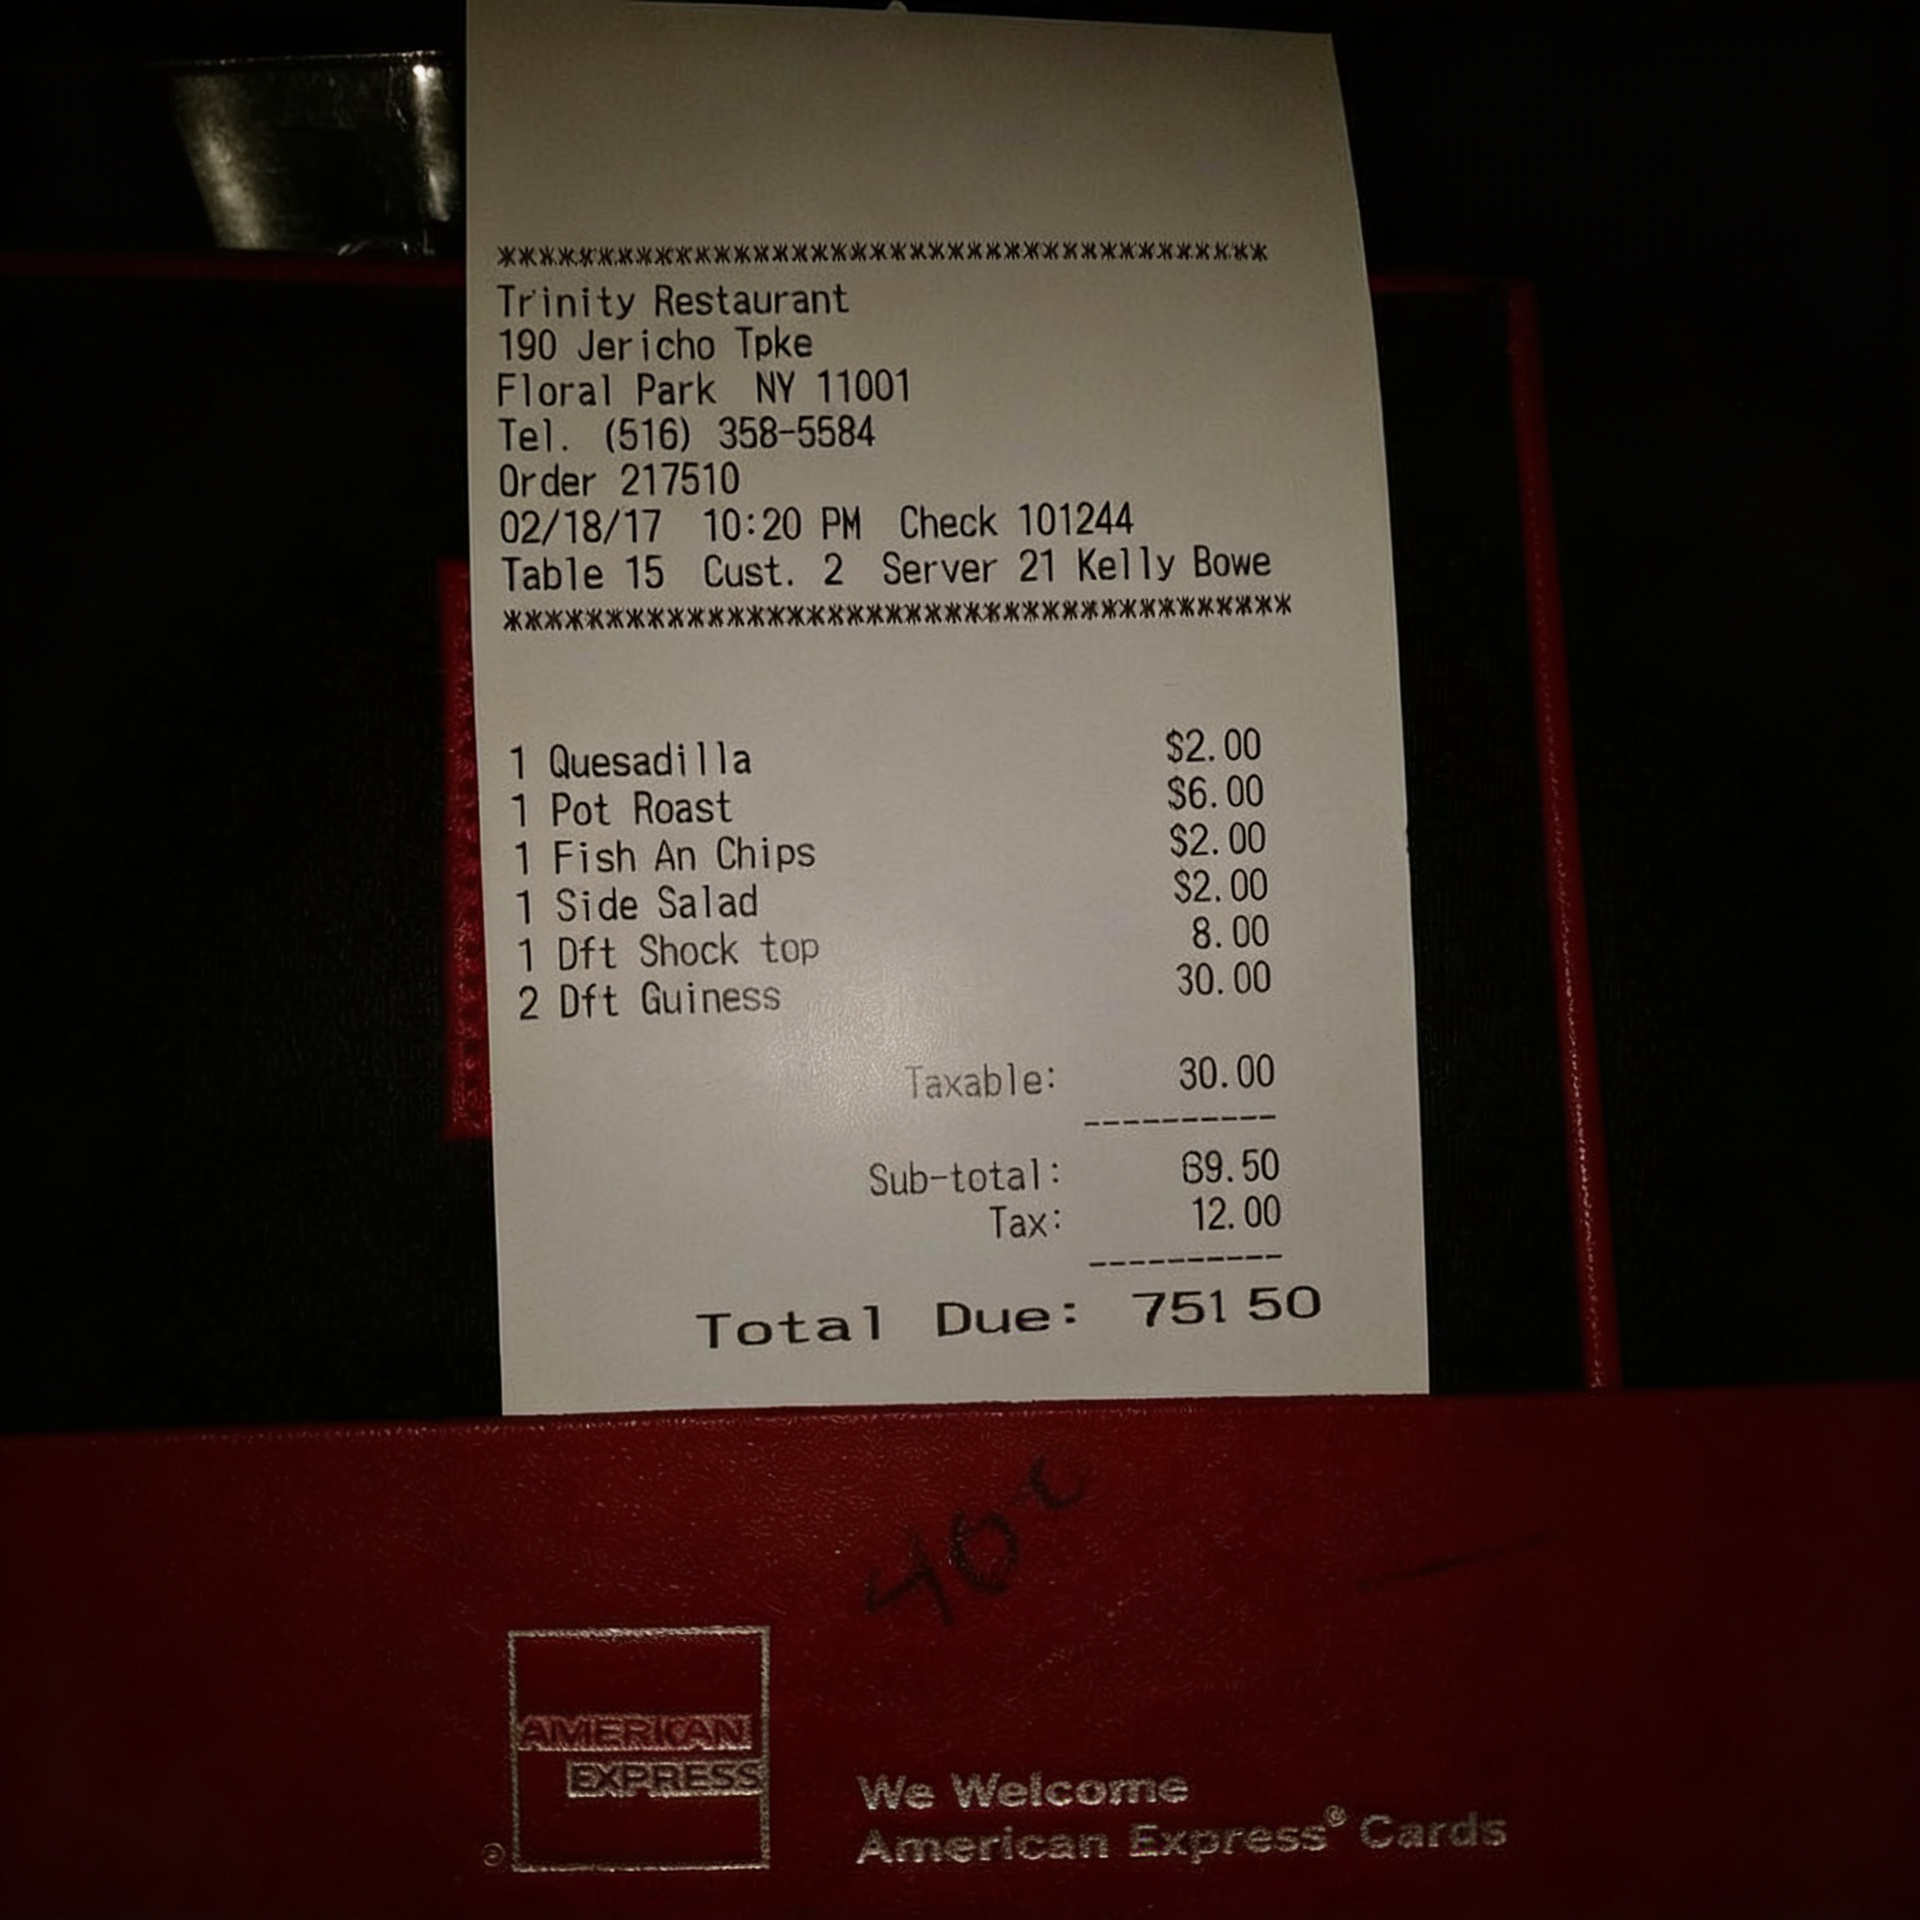 ***************************************
Trinity Restaurant
190 Jericho Tpke
Floral Park NY 11001
Tel. (516) 358-5584
Order 217510
02/18/17 10:20 PM Check 101244
Table 15 Cust. 2 Server 21 Kelly Bowe
***************************************
1 Quesadilla $2.00
1 Pot Roast $6.00
1 Fish An Chips $2.00
1 Side Salad $2.00
1 Dft Shock top 8.00
2 Dft Guiness 30.00
Taxable: 30.00
----------
Sub-total: 69.50
Tax: 12.00
----------
Total Due: 751 50
40
AMERICAN
EXPRESS
®
We Welcome
American Express® Cards